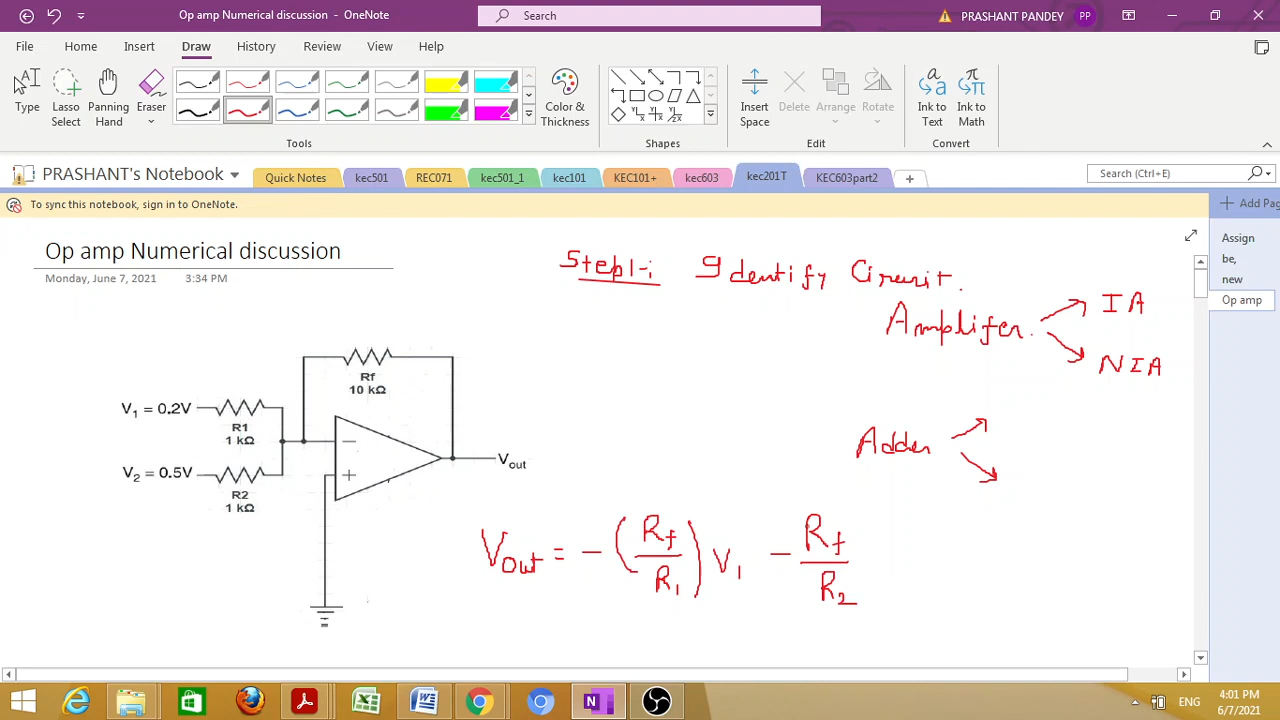 Op amp Numerical discussion - OneNote
Search
PRASHANT PANDEY PP
File Home Insert Draw History Review View Help
Type Lasso Select Panning Hand Eraser
Color & Thickness
Insert Space Delete Arrange Rotate
Ink to Text Ink to Math
Tools Shapes Edit Convert
PRASHANT's Notebook Quick Notes kec501 REC071 kec501_1 kec101 KEC101+ kec603 kec201T KEC603part2
Search (Ctrl+E)
To sync this notebook, sign in to OneNote.
Add Pag
Assign
be,
new
Op amp
Op amp Numerical discussion
Monday, June 7, 2021 3:34 PM
Step1-: Identify Circuit.
Amplifer. IA
NIA
Adder
Rf
10 kΩ
V1 = 0.2V
R1
1 kΩ
V2 = 0.5V
R2
1 kΩ
−
+
Vout
Vout = − (Rf/R1) V1 − Rf/R2
ENG
4:01 PM
6/7/2021